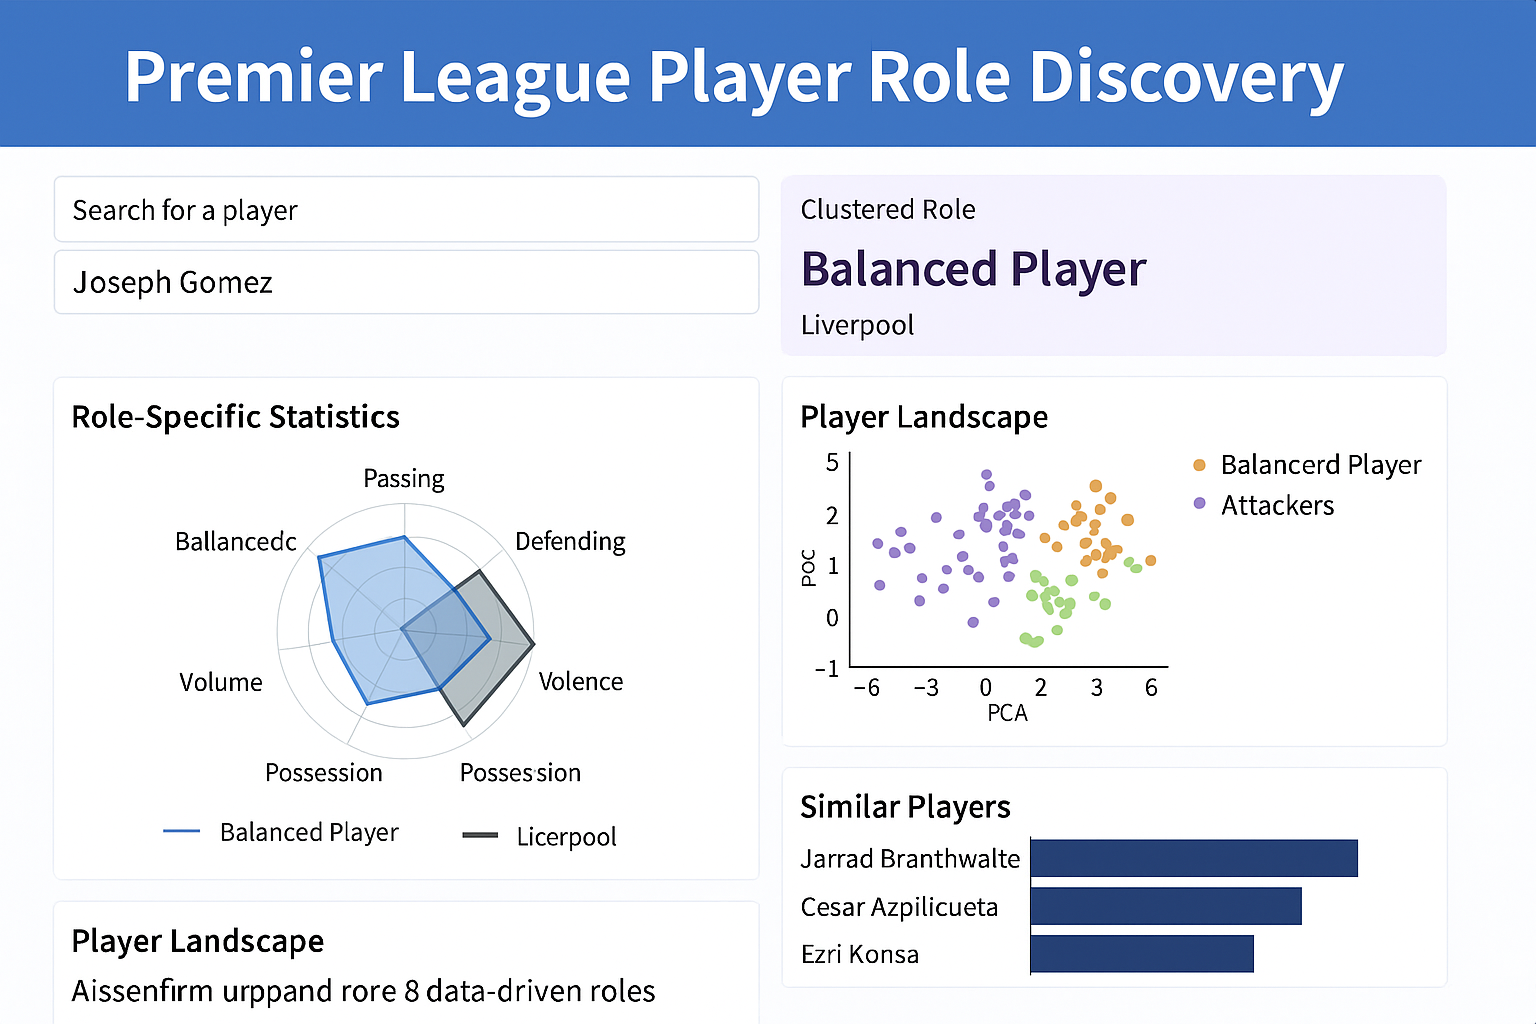 Premier League Player Role Discovery
Search for a player
Joseph Gomez
Clustered Role
Balanced Player
Liverpool
Role-Specific Statistics
Passing
Ballancedc
Defending
Volume
Volence
Possession
Possession
Balanced Player
Licerpool
Player Landscape
5
2
1
0
−1
POC
−6
−3
0
2
3
6
PCA
Balancerd Player
Attackers
Similar Players
Jarrad Branthwalte
Cesar Azpilicueta
Ezri Konsa
Player Landscape
Aissenfirm urppand rore 8 data-driven roles